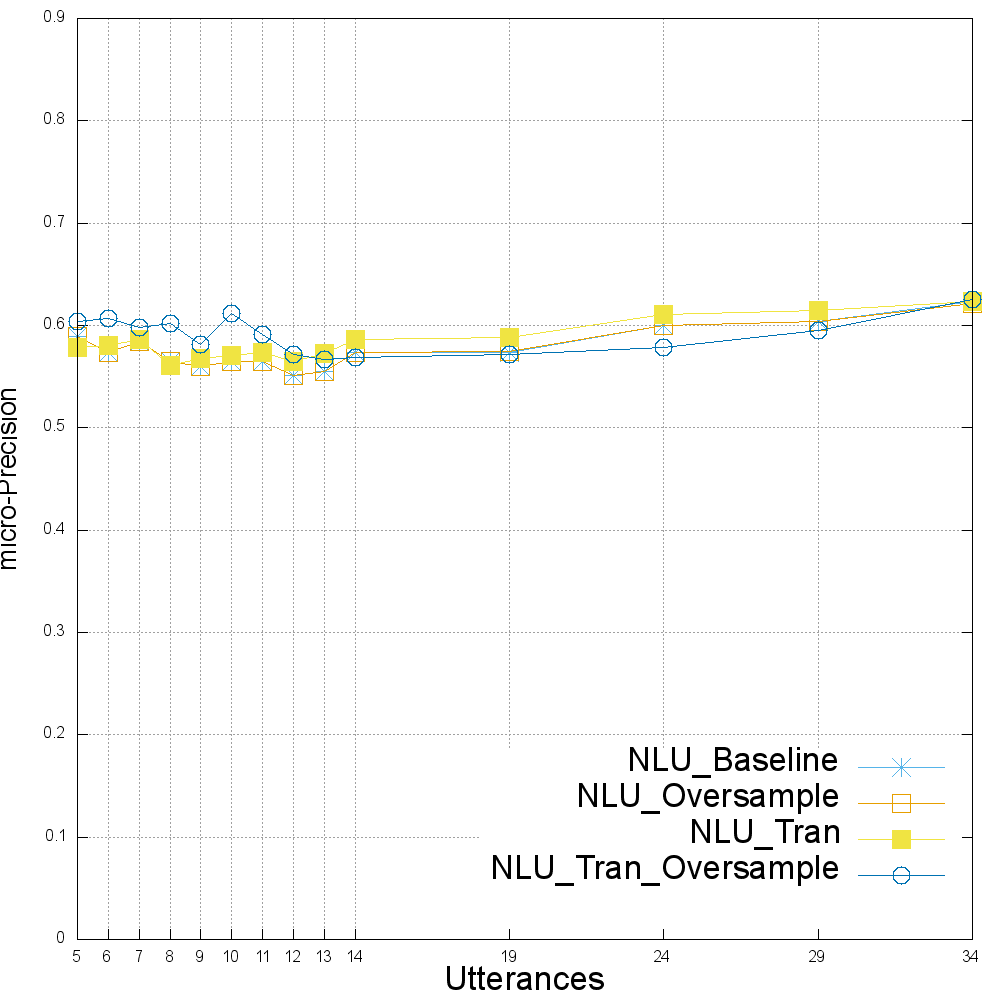 0.9
0.8
0.7
0.6
0.5
0.4
0.3
0.2
0.1
0
micro-Precision
NLU_Baseline
NLU_Oversample
NLU_Tran
NLU_Tran_Oversample
5 6 7 8 9 10 11 12 13 14 19 24 29 34
Utterances